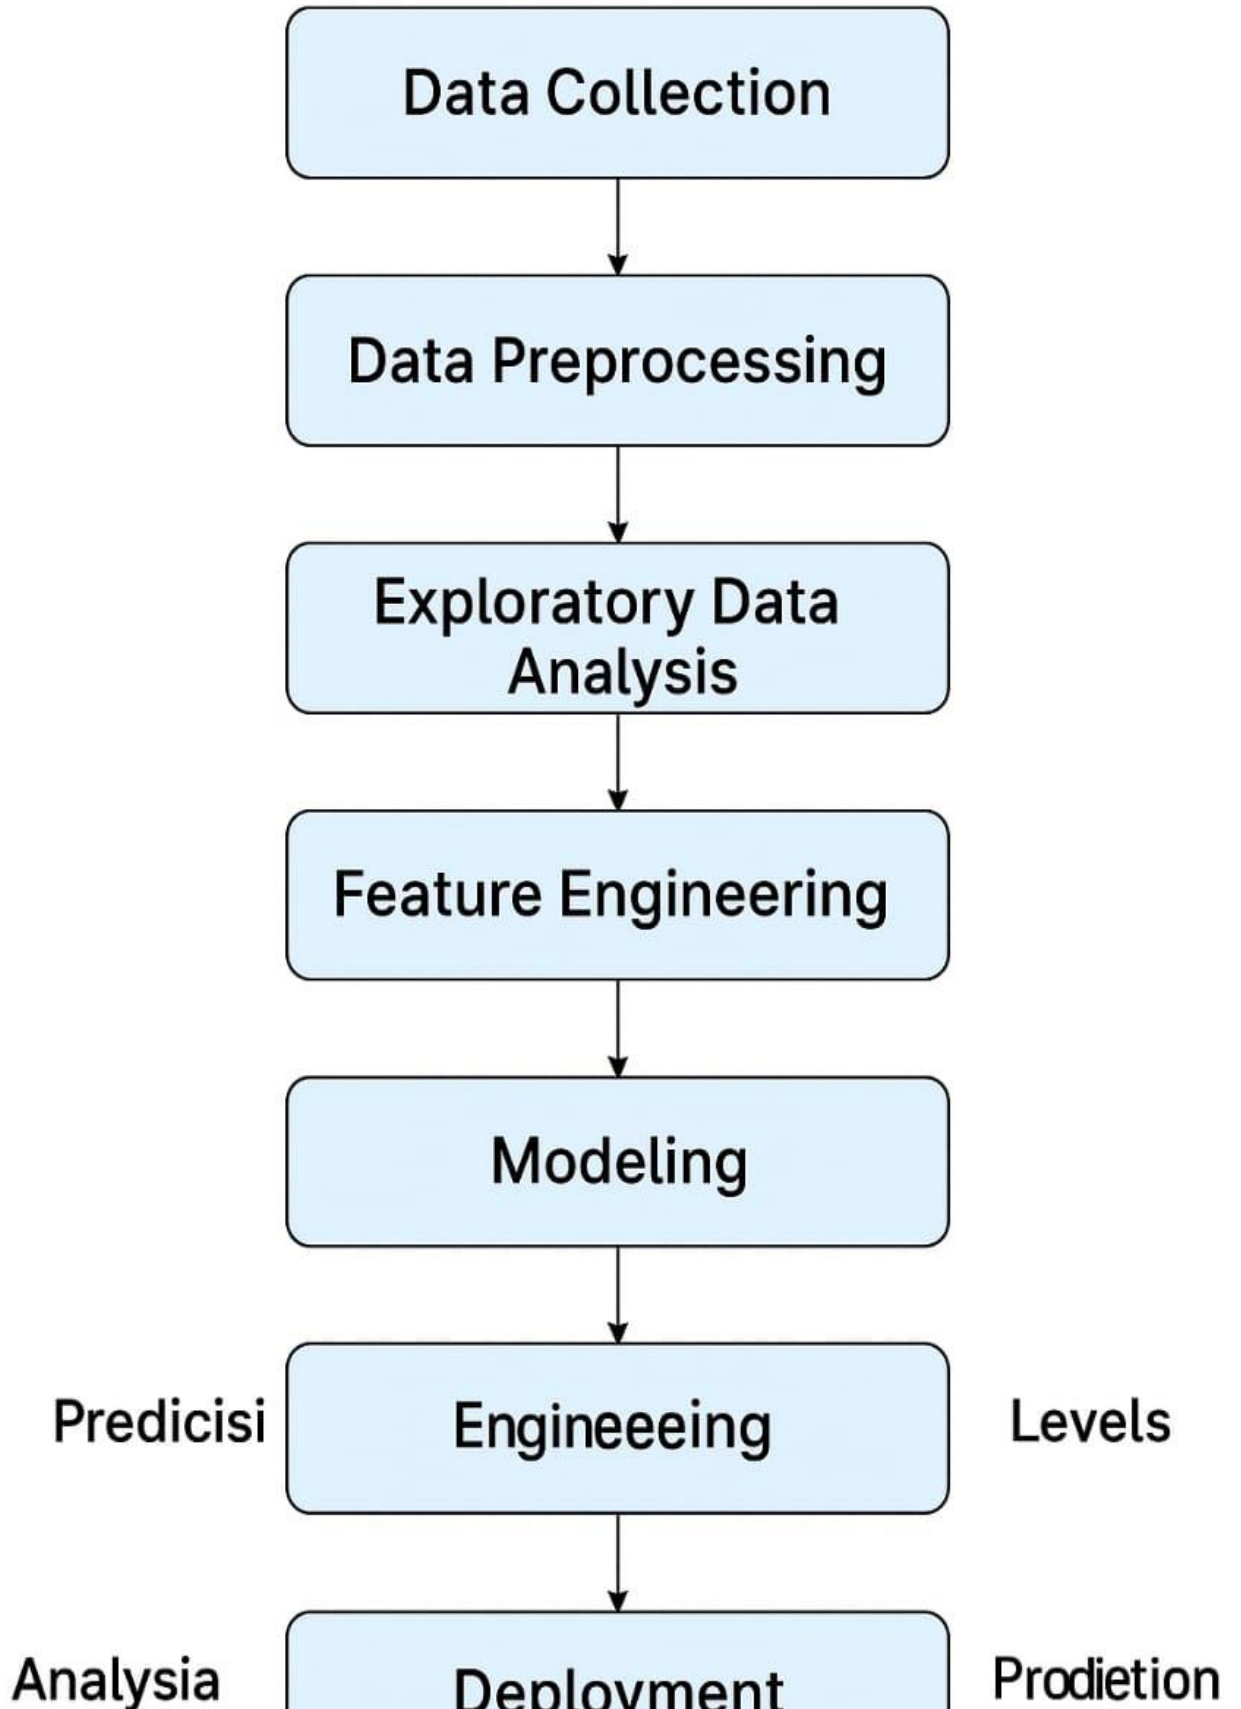 Data Collection
Data Preprocessing
Exploratory Data
Analysis
Feature Engineering
Modeling
Predicisi
Engineeeing
Levels
Analysia
Deployment
Prodietion